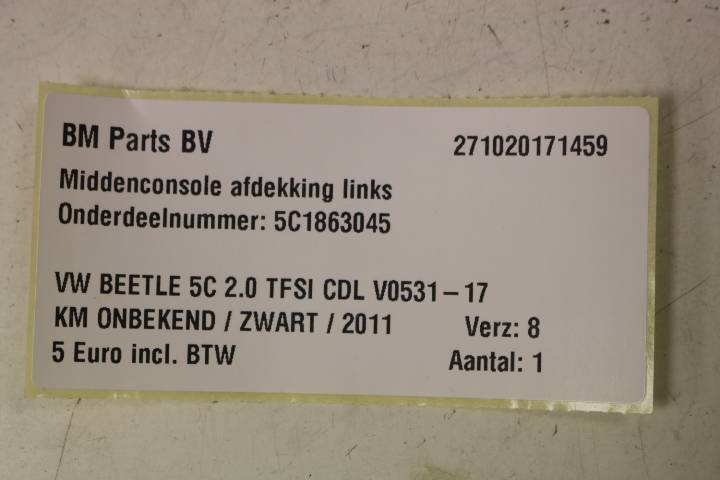 BM Parts BV 271020171459
Middenconsole afdekking links
Onderdeelnummer: 5C1863045
VW BEETLE 5C 2.0 TFSI CDL V0531-17
KM ONBEKEND / ZWART / 2011 Verz: 8
5 Euro incl. BTW Aantal: 1